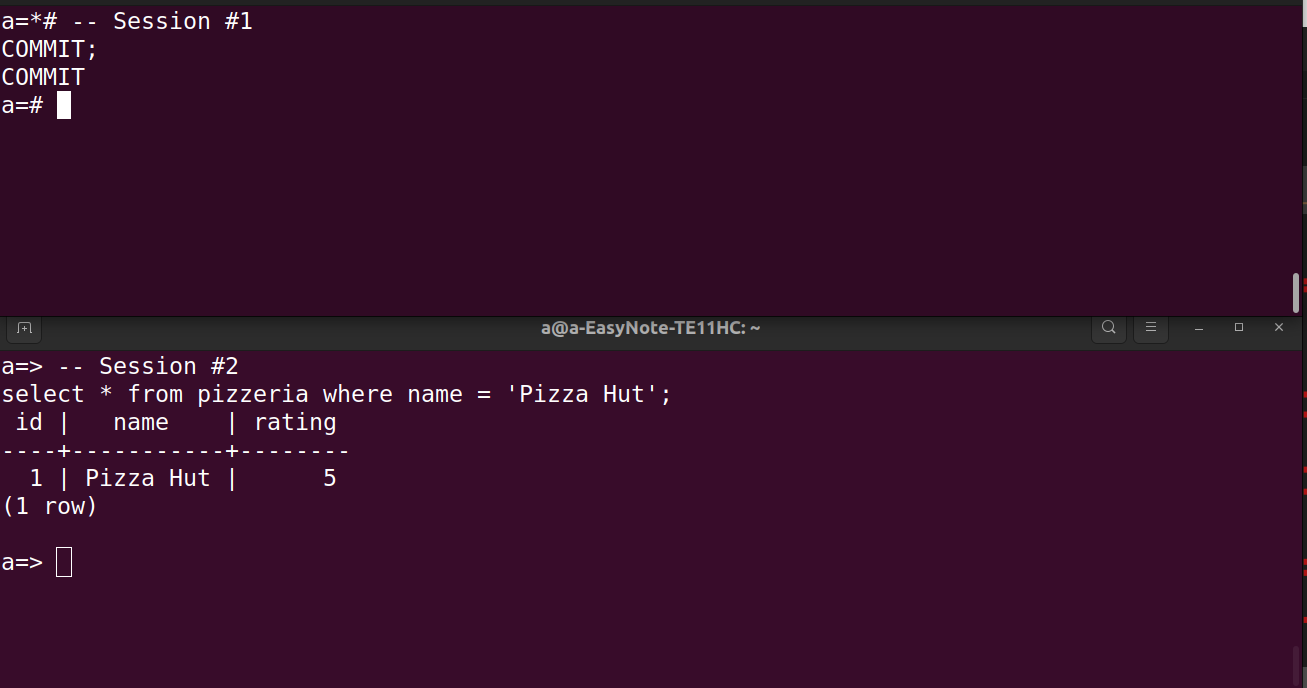 a=*# -- Session #1
COMMIT;
COMMIT
a=#
a@a-EasyNote-TE11HC: ~
a=> -- Session #2
select * from pizzeria where name = 'Pizza Hut';
 id |   name    | rating
----+-----------+--------
  1 | Pizza Hut |      5
(1 row)
a=>